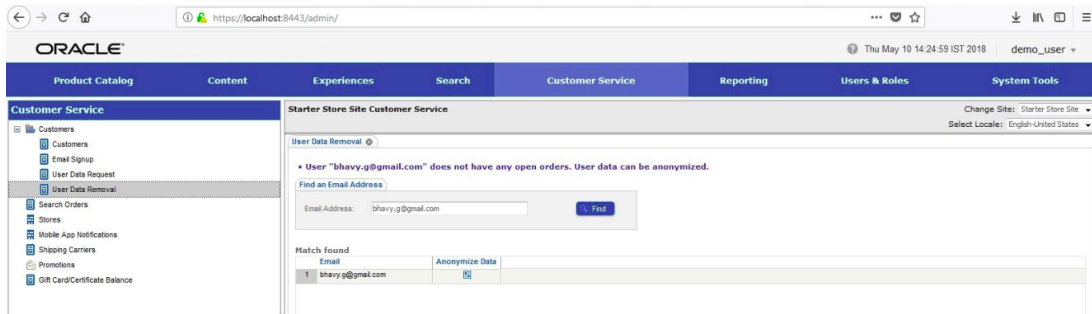 https://localhost:8443/admin/
ORACLE
Thu May 10 14:24:59 IST 2018
demo_user
Product Catalog Content Experiences Search Customer Service Reporting Users & Roles System Tools
Customer Service
Customers
Customers
Email Signup
User Data Request
User Data Removal
Search Orders
Stores
Mobile App Notifications
Shipping Carriers
Promotions
Gift Card/Certificate Balance
Starter Store Site Customer Service
Change Site: Starter Store Site
Select Locale: English-United States
User Data Removal
• User "bhavy.g@gmail.com" does not have any open orders. User data can be anonymized.
Find an Email Address
Email Address: bhavy.g@gmail.com Find
Match found
Email Anonymize Data
1 bhavy.g@gmail.com